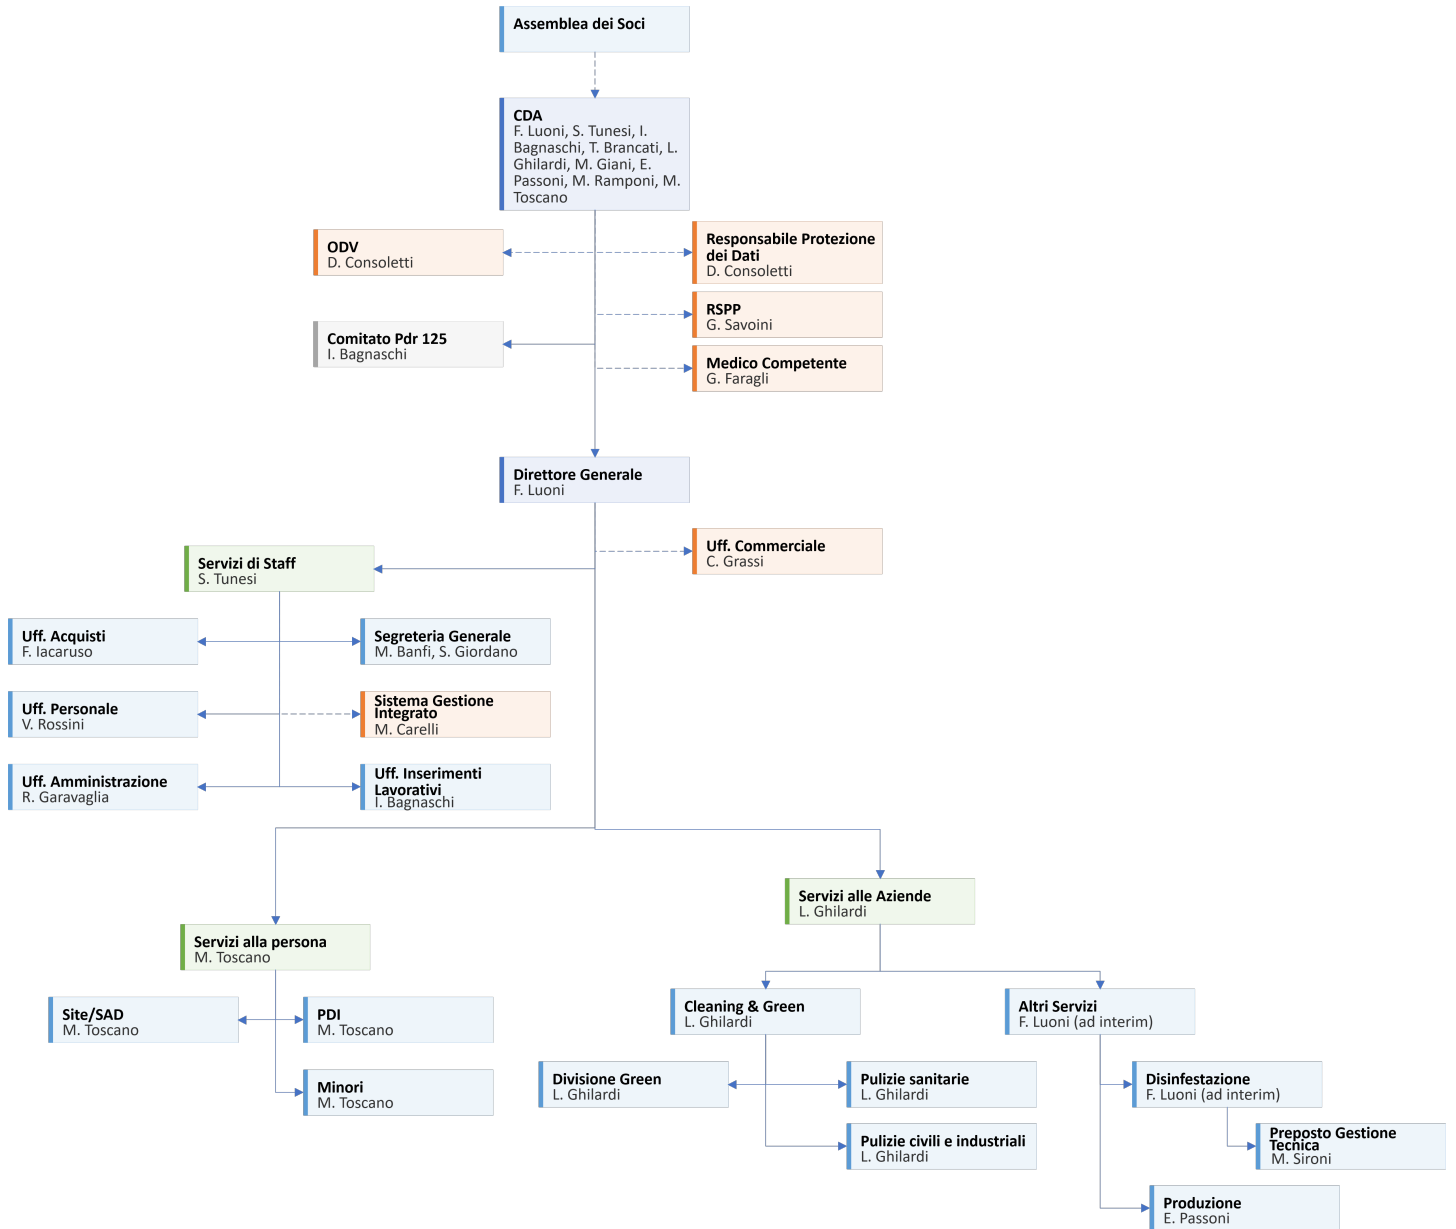 Assemblea dei Soci
CDA
F. Luoni, S. Tunesi, I.
Bagnaschi, T. Brancati, L.
Ghilardi, M. Giani, E.
Passoni, M. Ramponi, M.
Toscano
ODV
D. Consoletti
Responsabile Protezione
dei Dati
D. Consoletti
RSPP
G. Savoini
Comitato Pdr 125
I. Bagnaschi
Medico Competente
G. Faragli
Direttore Generale
F. Luoni
Uff. Commerciale
C. Grassi
Servizi di Staff
S. Tunesi
Uff. Acquisti
F. Iacaruso
Segreteria Generale
M. Banfi, S. Giordano
Uff. Personale
V. Rossini
Sistema Gestione
Integrato
M. Carelli
Uff. Amministrazione
R. Garavaglia
Uff. Inserimenti
Lavorativi
I. Bagnaschi
Servizi alle Aziende
L. Ghilardi
Servizi alla persona
M. Toscano
Site/SAD
M. Toscano
PDI
M. Toscano
Minori
M. Toscano
Cleaning & Green
L. Ghilardi
Altri Servizi
F. Luoni (ad interim)
Divisione Green
L. Ghilardi
Pulizie sanitarie
L. Ghilardi
Disinfestazione
F. Luoni (ad interim)
Pulizie civili e industriali
L. Ghilardi
Preposto Gestione
Tecnica
M. Sironi
Produzione
E. Passoni